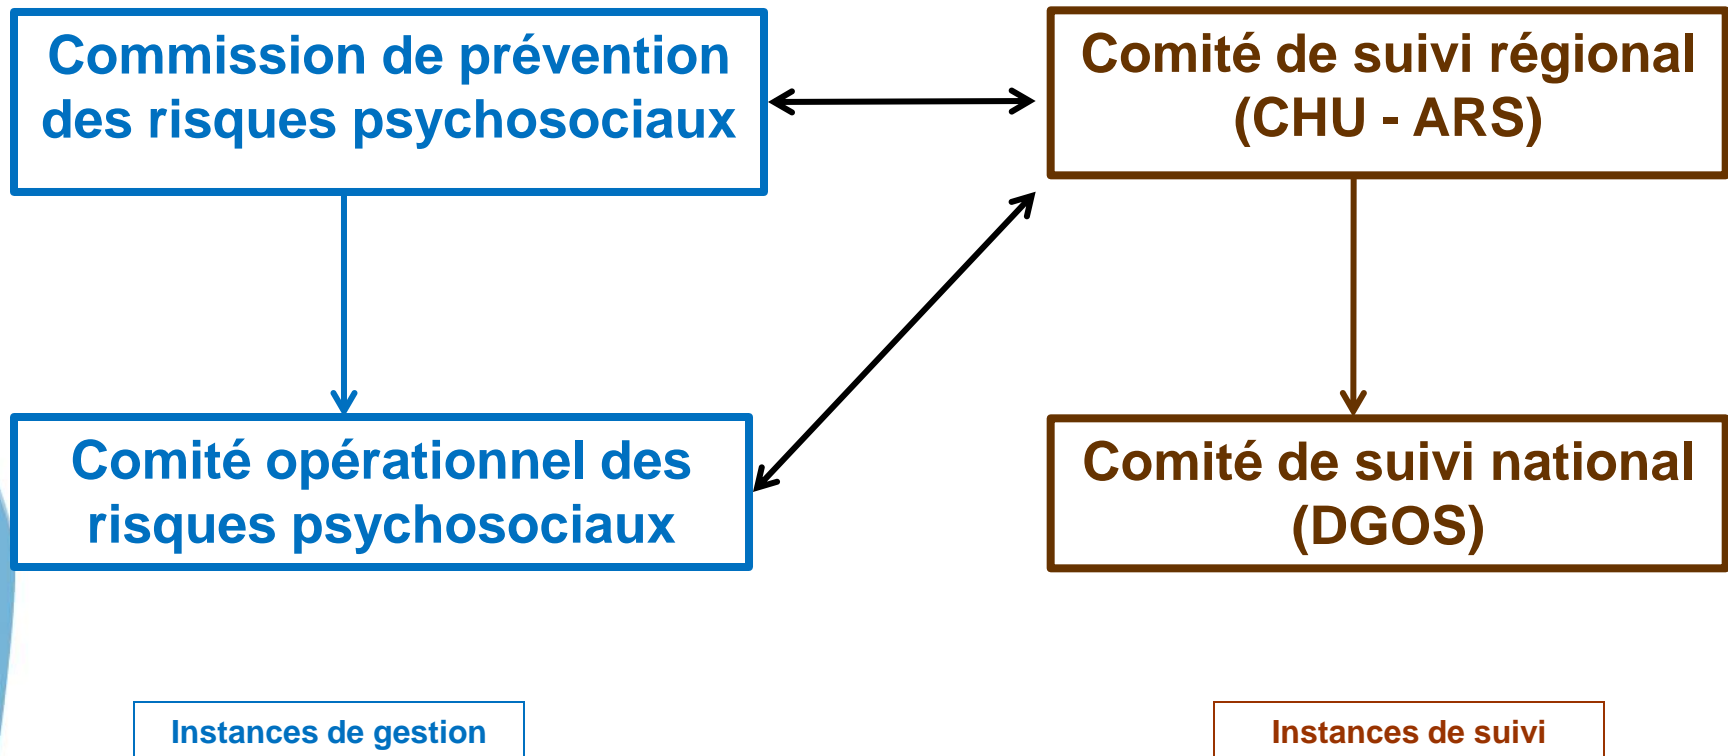 Commission de prévention
des risques psychosociaux
Comité de suivi régional
(CHU - ARS)
Comité opérationnel des
risques psychosociaux
Comité de suivi national
(DGOS)
Instances de gestion
Instances de suivi